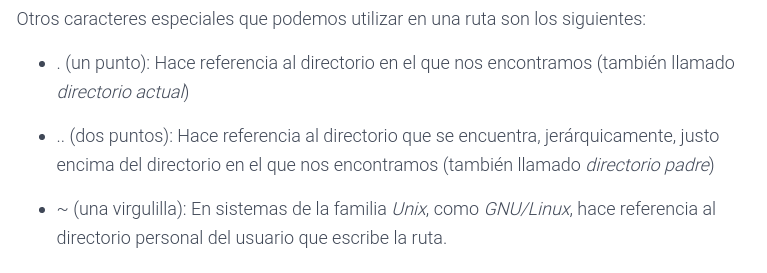 Otros caracteres especiales que podemos utilizar en una ruta son los siguientes:
• . (un punto): Hace referencia al directorio en el que nos encontramos (también llamado
directorio actual)
• .. (dos puntos): Hace referencia al directorio que se encuentra, jerárquicamente, justo
encima del directorio en el que nos encontramos (también llamado directorio padre)
• ~ (una virgulilla): En sistemas de la familia Unix, como GNU/Linux, hace referencia al
directorio personal del usuario que escribe la ruta.